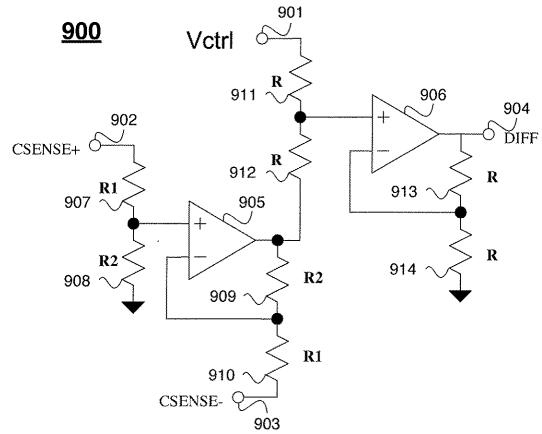 900
901
Vctrl
R
906
904
911
902
DIFF
CSENSE+
R
912
R
913
R1
905
907
R2
R
914
908
R2
909
R1
910
CSENSE-
903